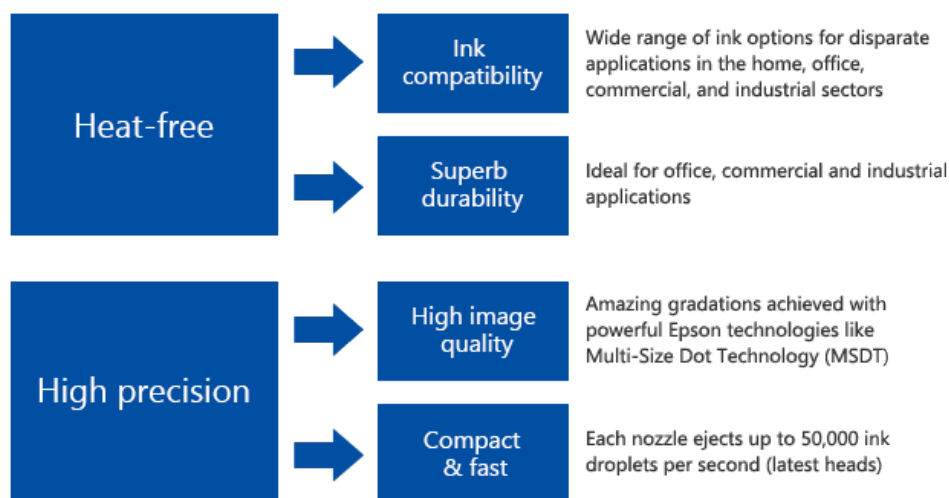 Heat-free
Ink
compatibility
Wide range of ink options for disparate
applications in the home, office,
commercial, and industrial sectors
Superb
durability
Ideal for office, commercial and industrial
applications
High precision
High image
quality
Amazing gradations achieved with
powerful Epson technologies like
Multi-Size Dot Technology (MSDT)
Compact
& fast
Each nozzle ejects up to 50,000 ink
droplets per second (latest heads)